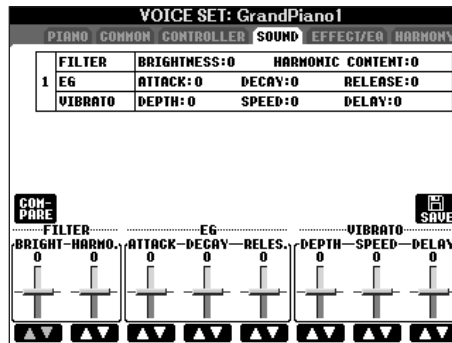 VOICE SET: GrandPiano1
PIANO COMMON CONTROLLER SOUND EFFECT/EQ HARMONY
FILTER BRIGHTNESS:0 HARMONIC CONTENT:0
1 EG ATTACK:0 DECAY:0 RELEASE:0
VIBRATO DEPTH:0 SPEED:0 DELAY:0
COM-
PARE
SAVE
FILTER EG VIBRATO
BRIGHT-HARMO. ATTACK-DECAY-RELES. DEPTH-SPEED-DELAY
0 0 0 0 0 0 0 0